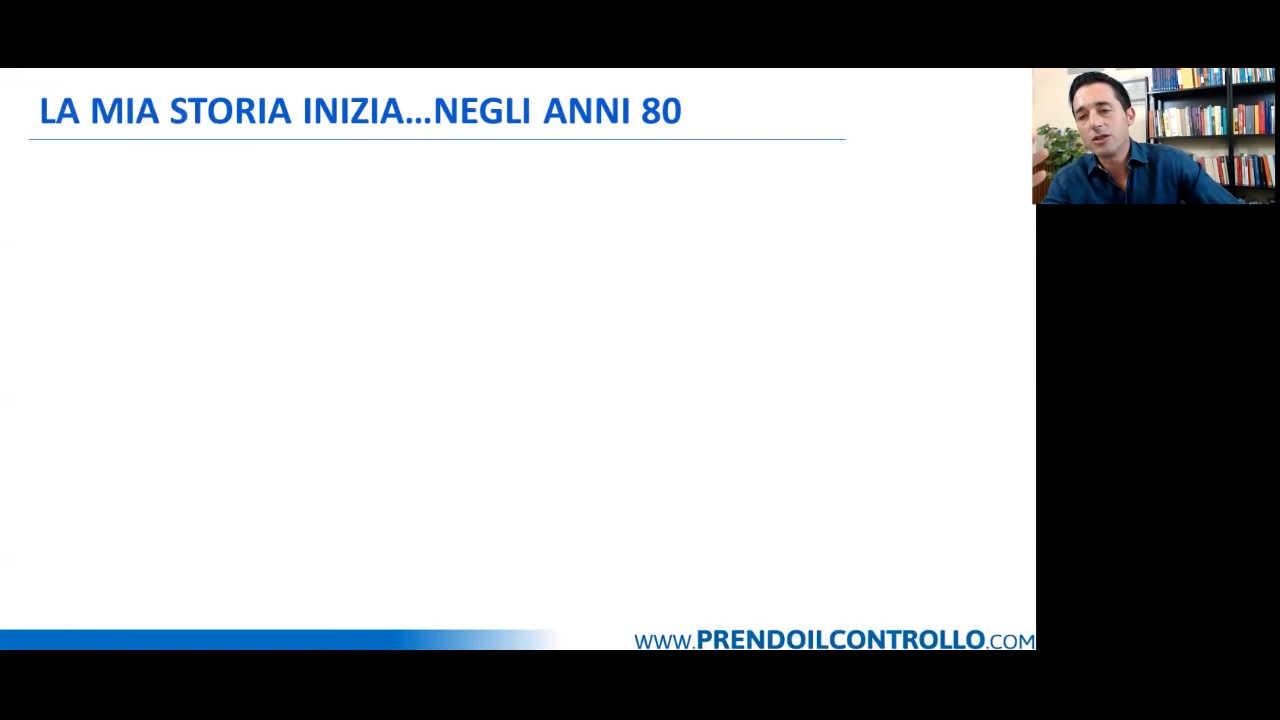 LA MIA STORIA INIZIA...NEGLI ANNI 80
WWW.PRENDOILCONTROLLO.COM